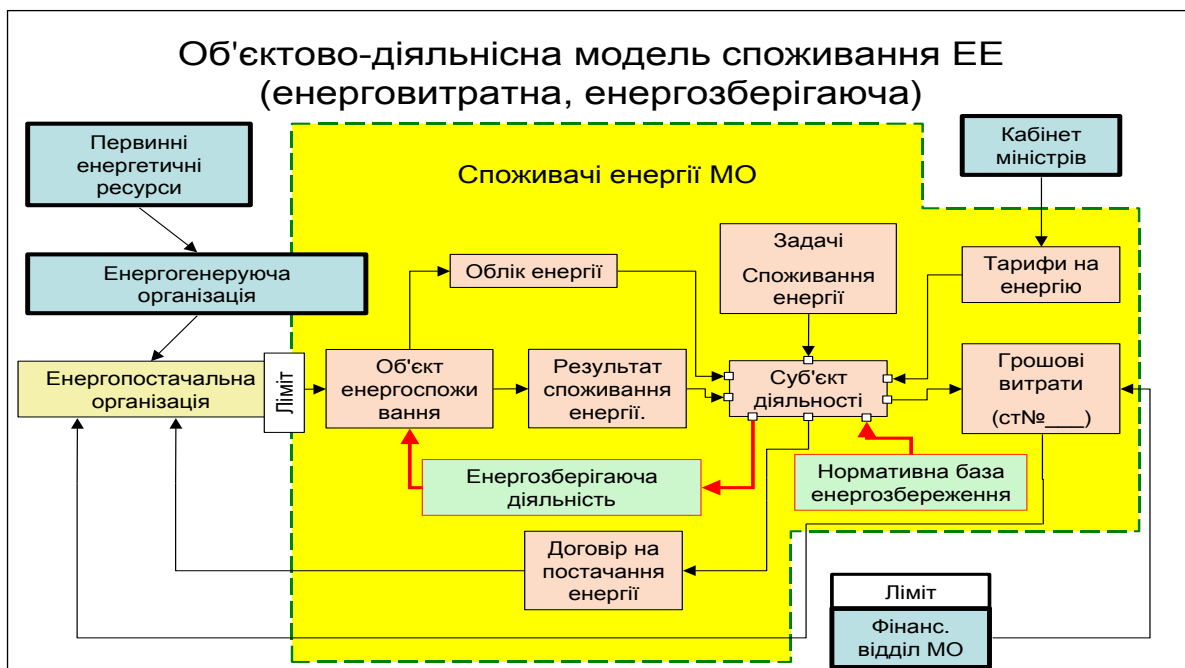 Об'єктово-діяльнісна модель споживання ЕЕ
(енерговитратна, енергозберігаюча)
Первинні
енергетичні
ресурси
Кабінет
міністрів
Споживачі енергії МО
Енергогенеруюча
організація
Облік енергії
Задачі
Споживання
енергії
Тарифи на
енергію
Енергопостачальна
організація
Ліміт
Об'єкт
енергоспожи
вання
Результат
споживання
енергії.
Суб'єкт
діяльності
Грошові
витрати
(ст№___)
Енергозберігаюча
діяльність
Нормативна база
енергозбереження
Договір на
постачання
енергії
Ліміт
Фінанс.
відділ МО